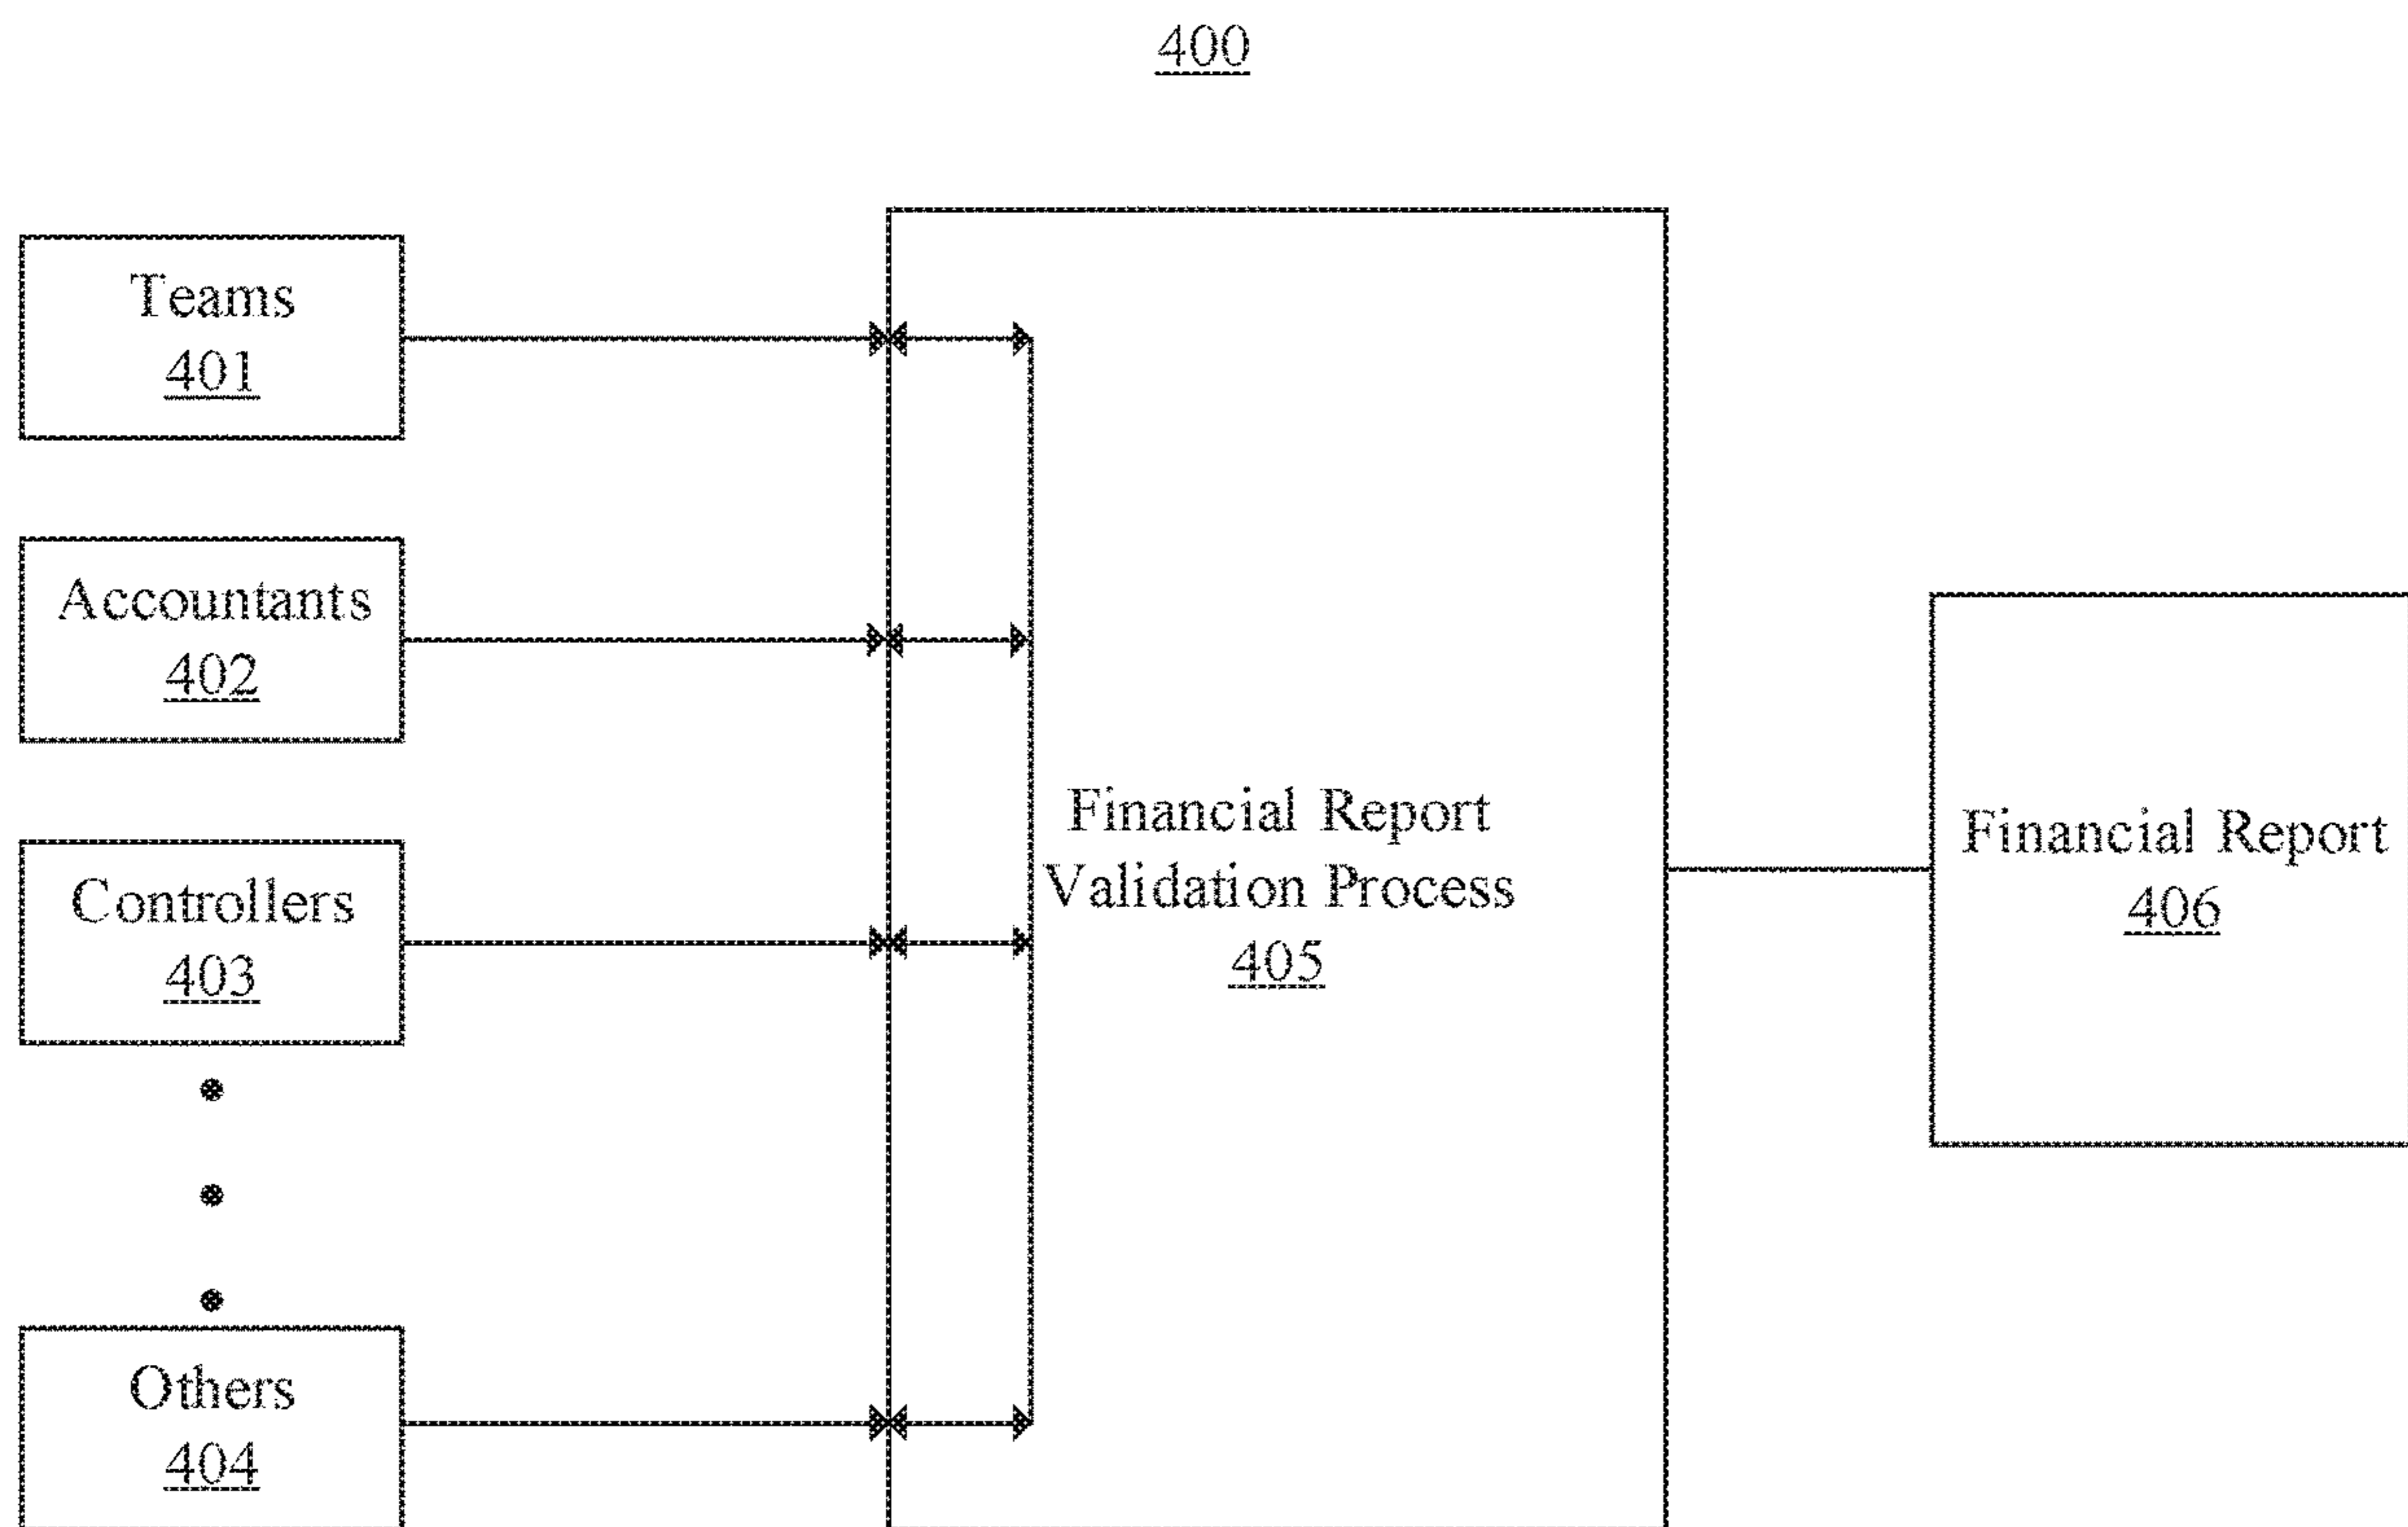 400
Teams
401
Accountants
402
Controllers
403
Others
404
Financial Report
Validation Process
405
Financial Report
406